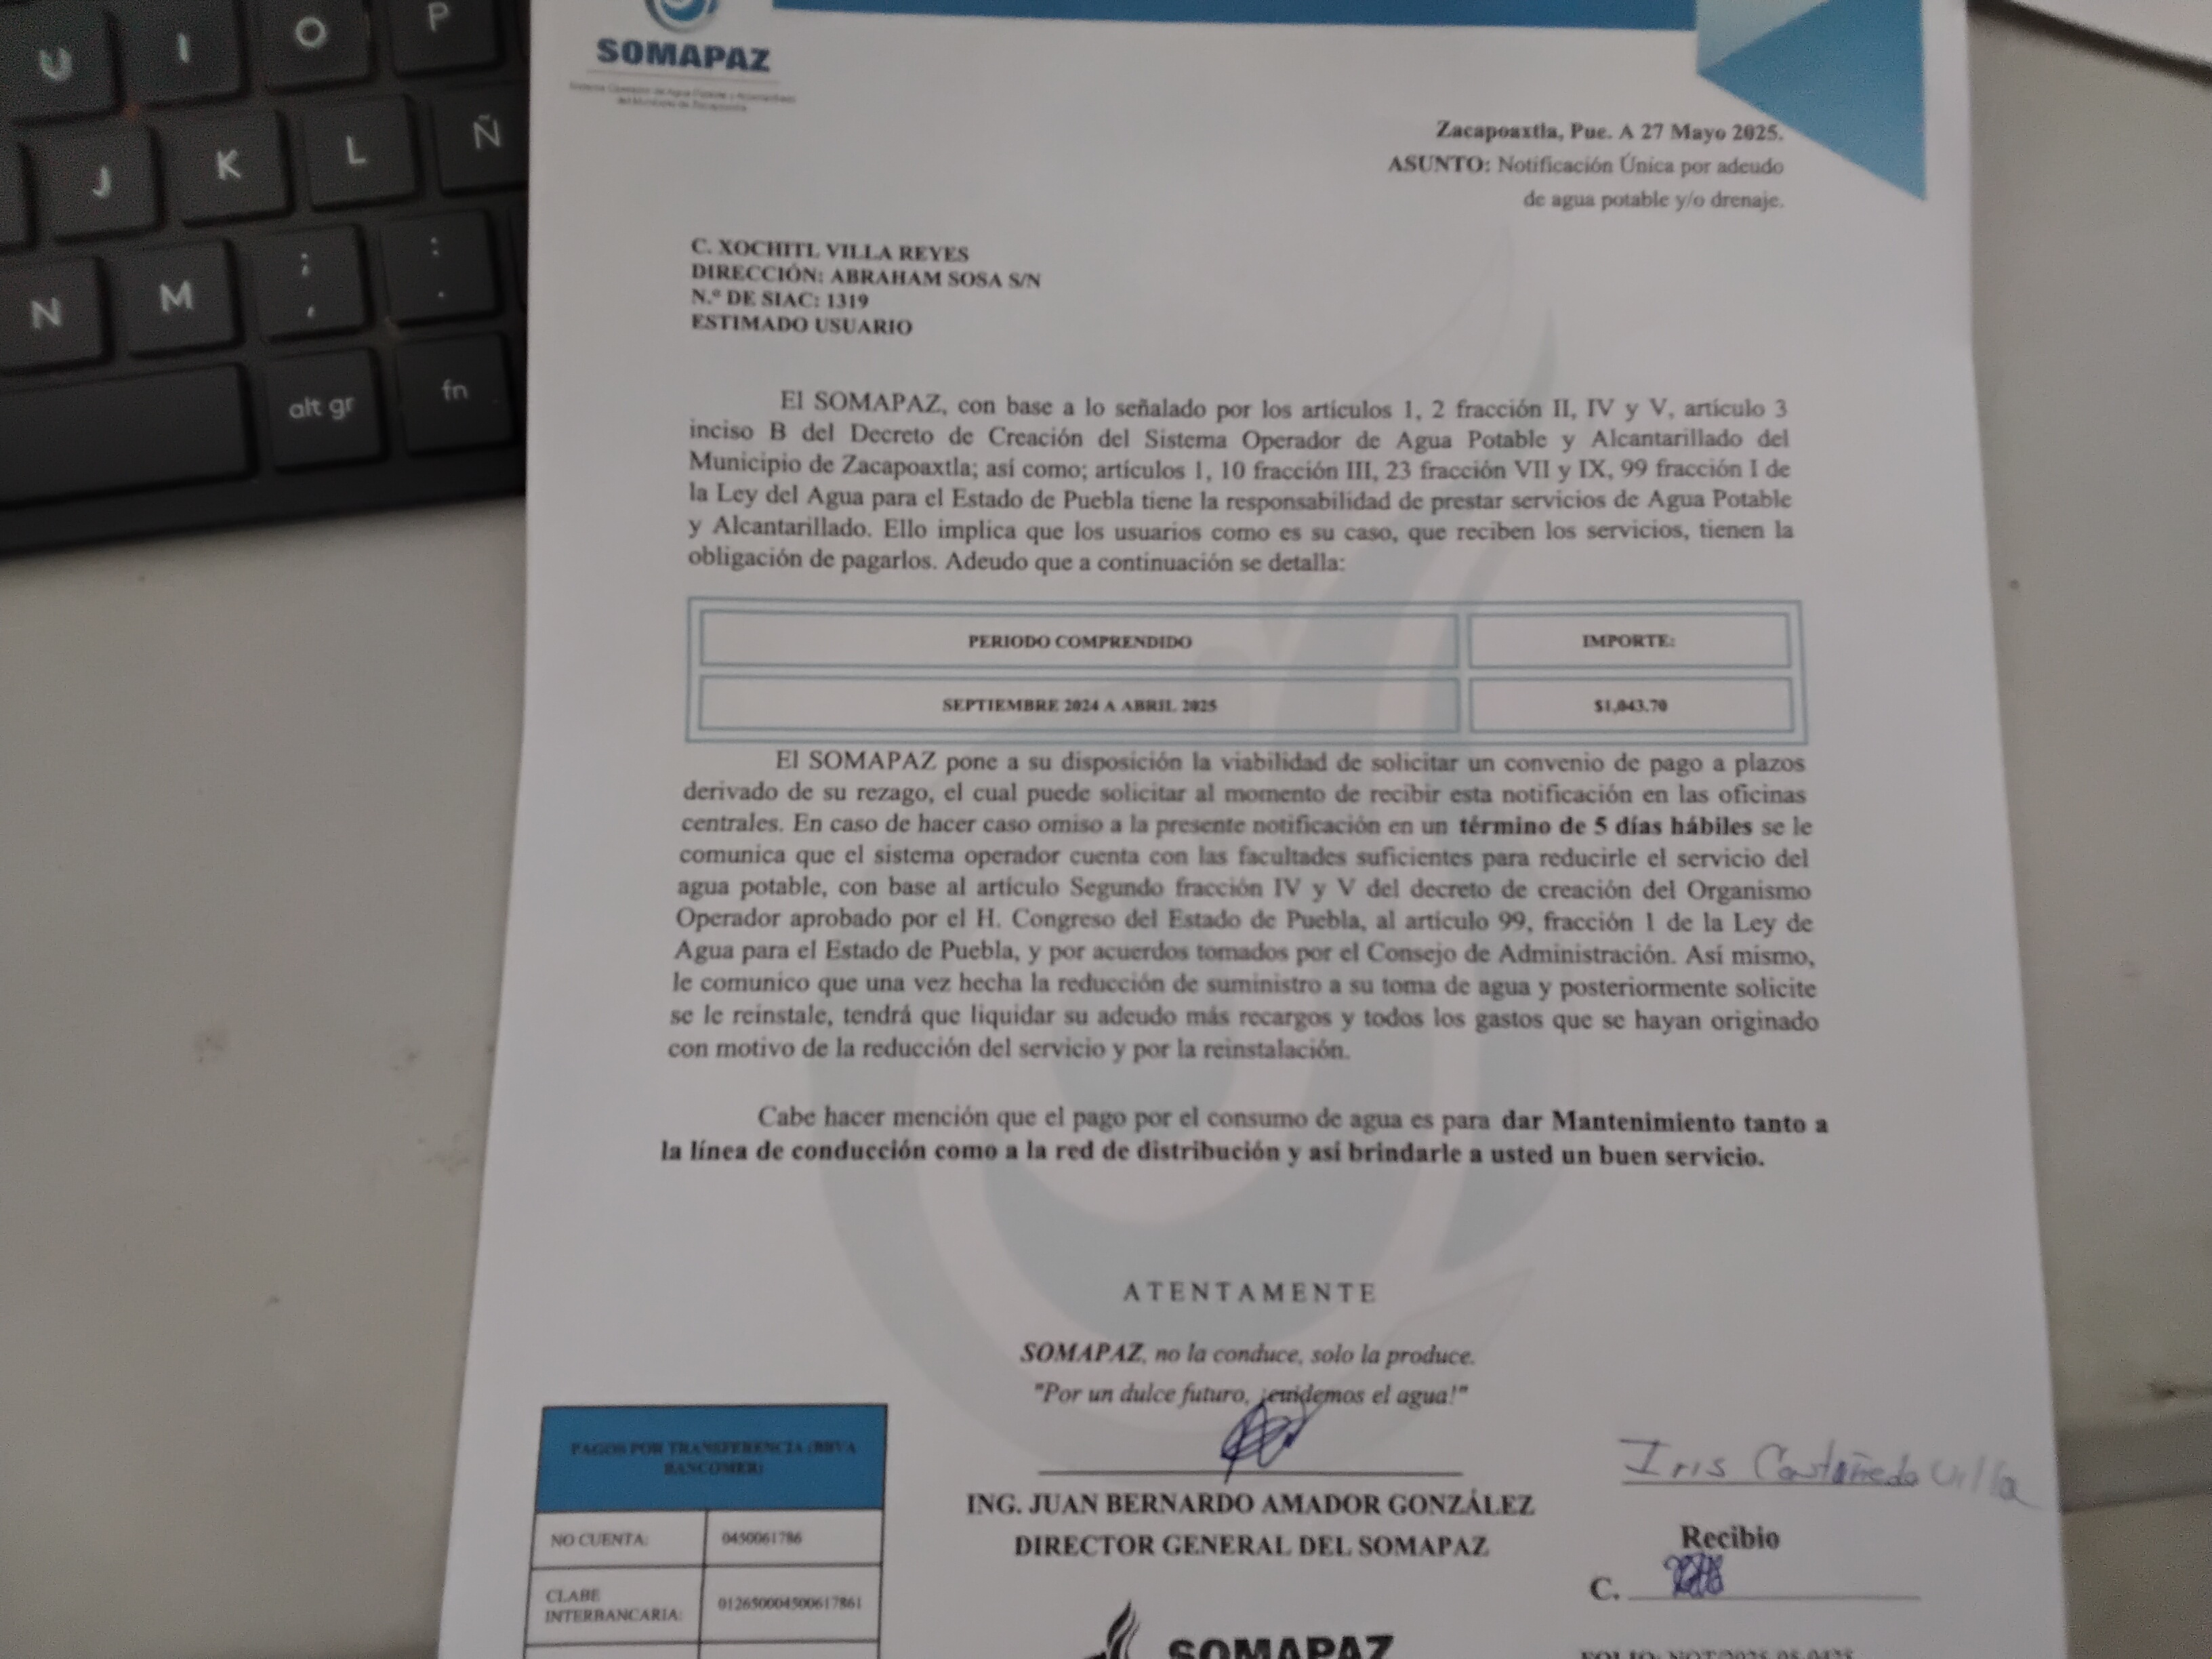 U I O P
J K L Ñ
N M ; , : .
alt gr fn
SOMAPAZ
Sistema Operador de Agua Potable y Alcantarillado
del Municipio de Zacapoaxtla
Zacapoaxtla, Pue. A 27 Mayo 2025.
ASUNTO: Notificación Única por adeudo
de agua potable y/o drenaje.
C. XOCHITL VILLA REYES
DIRECCIÓN: ABRAHAM SOSA S/N
N.º DE SIAC: 1319
ESTIMADO USUARIO
El SOMAPAZ, con base a lo señalado por los artículos 1, 2 fracción II, IV y V, artículo 3
inciso B del Decreto de Creación del Sistema Operador de Agua Potable y Alcantarillado del
Municipio de Zacapoaxtla; así como; artículos 1, 10 fracción III, 23 fracción VII y IX, 99 fracción I de
la Ley del Agua para el Estado de Puebla tiene la responsabilidad de prestar servicios de Agua Potable
y Alcantarillado. Ello implica que los usuarios como es su caso, que reciben los servicios, tienen la
obligación de pagarlos. Adeudo que a continuación se detalla:
PERIODO COMPRENDIDO IMPORTE:
SEPTIEMBRE 2024 A ABRIL 2025 $1,043.70
El SOMAPAZ pone a su disposición la viabilidad de solicitar un convenio de pago a plazos
derivado de su rezago, el cual puede solicitar al momento de recibir esta notificación en las oficinas
centrales. En caso de hacer caso omiso a la presente notificación en un término de 5 días hábiles se le
comunica que el sistema operador cuenta con las facultades suficientes para reducirle el servicio del
agua potable, con base al artículo Segundo fracción IV y V del decreto de creación del Organismo
Operador aprobado por el H. Congreso del Estado de Puebla, al artículo 99, fracción 1 de la Ley de
Agua para el Estado de Puebla, y por acuerdos tomados por el Consejo de Administración. Así mismo,
le comunico que una vez hecha la reducción de suministro a su toma de agua y posteriormente solicite
se le reinstale, tendrá que liquidar su adeudo más recargos y todos los gastos que se hayan originado
con motivo de la reducción del servicio y por la reinstalación.
Cabe hacer mención que el pago por el consumo de agua es para dar Mantenimiento tanto a
la línea de conducción como a la red de distribución y así brindarle a usted un buen servicio.
ATENTAMENTE
SOMAPAZ, no la conduce, solo la produce.
"Por un dulce futuro, ¡cuidemos el agua!"
ING. JUAN BERNARDO AMADOR GONZÁLEZ
DIRECTOR GENERAL DEL SOMAPAZ
Iris Castañeda Villa
Recibio
C.
PAGOS POR TRANSFERENCIA (BBVA
BANCOMER)
NO CUENTA: 0450061786
CLABE
INTERBANCARIA: 012650004500617861
SOMAPAZ